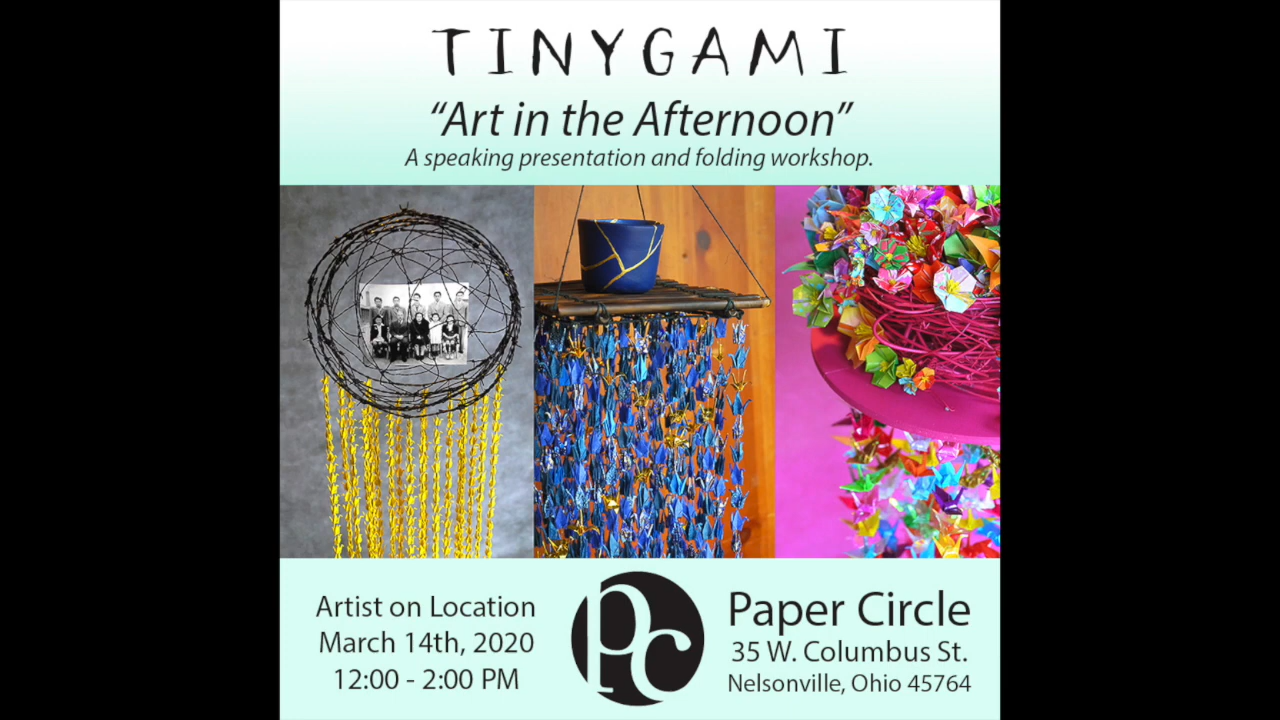 TINYGAMI
“Art in the Afternoon”
A speaking presentation and folding workshop.
Artist on Location
March 14th, 2020
12:00 - 2:00 PM
pc
Paper Circle
35 W. Columbus St.
Nelsonville, Ohio 45764